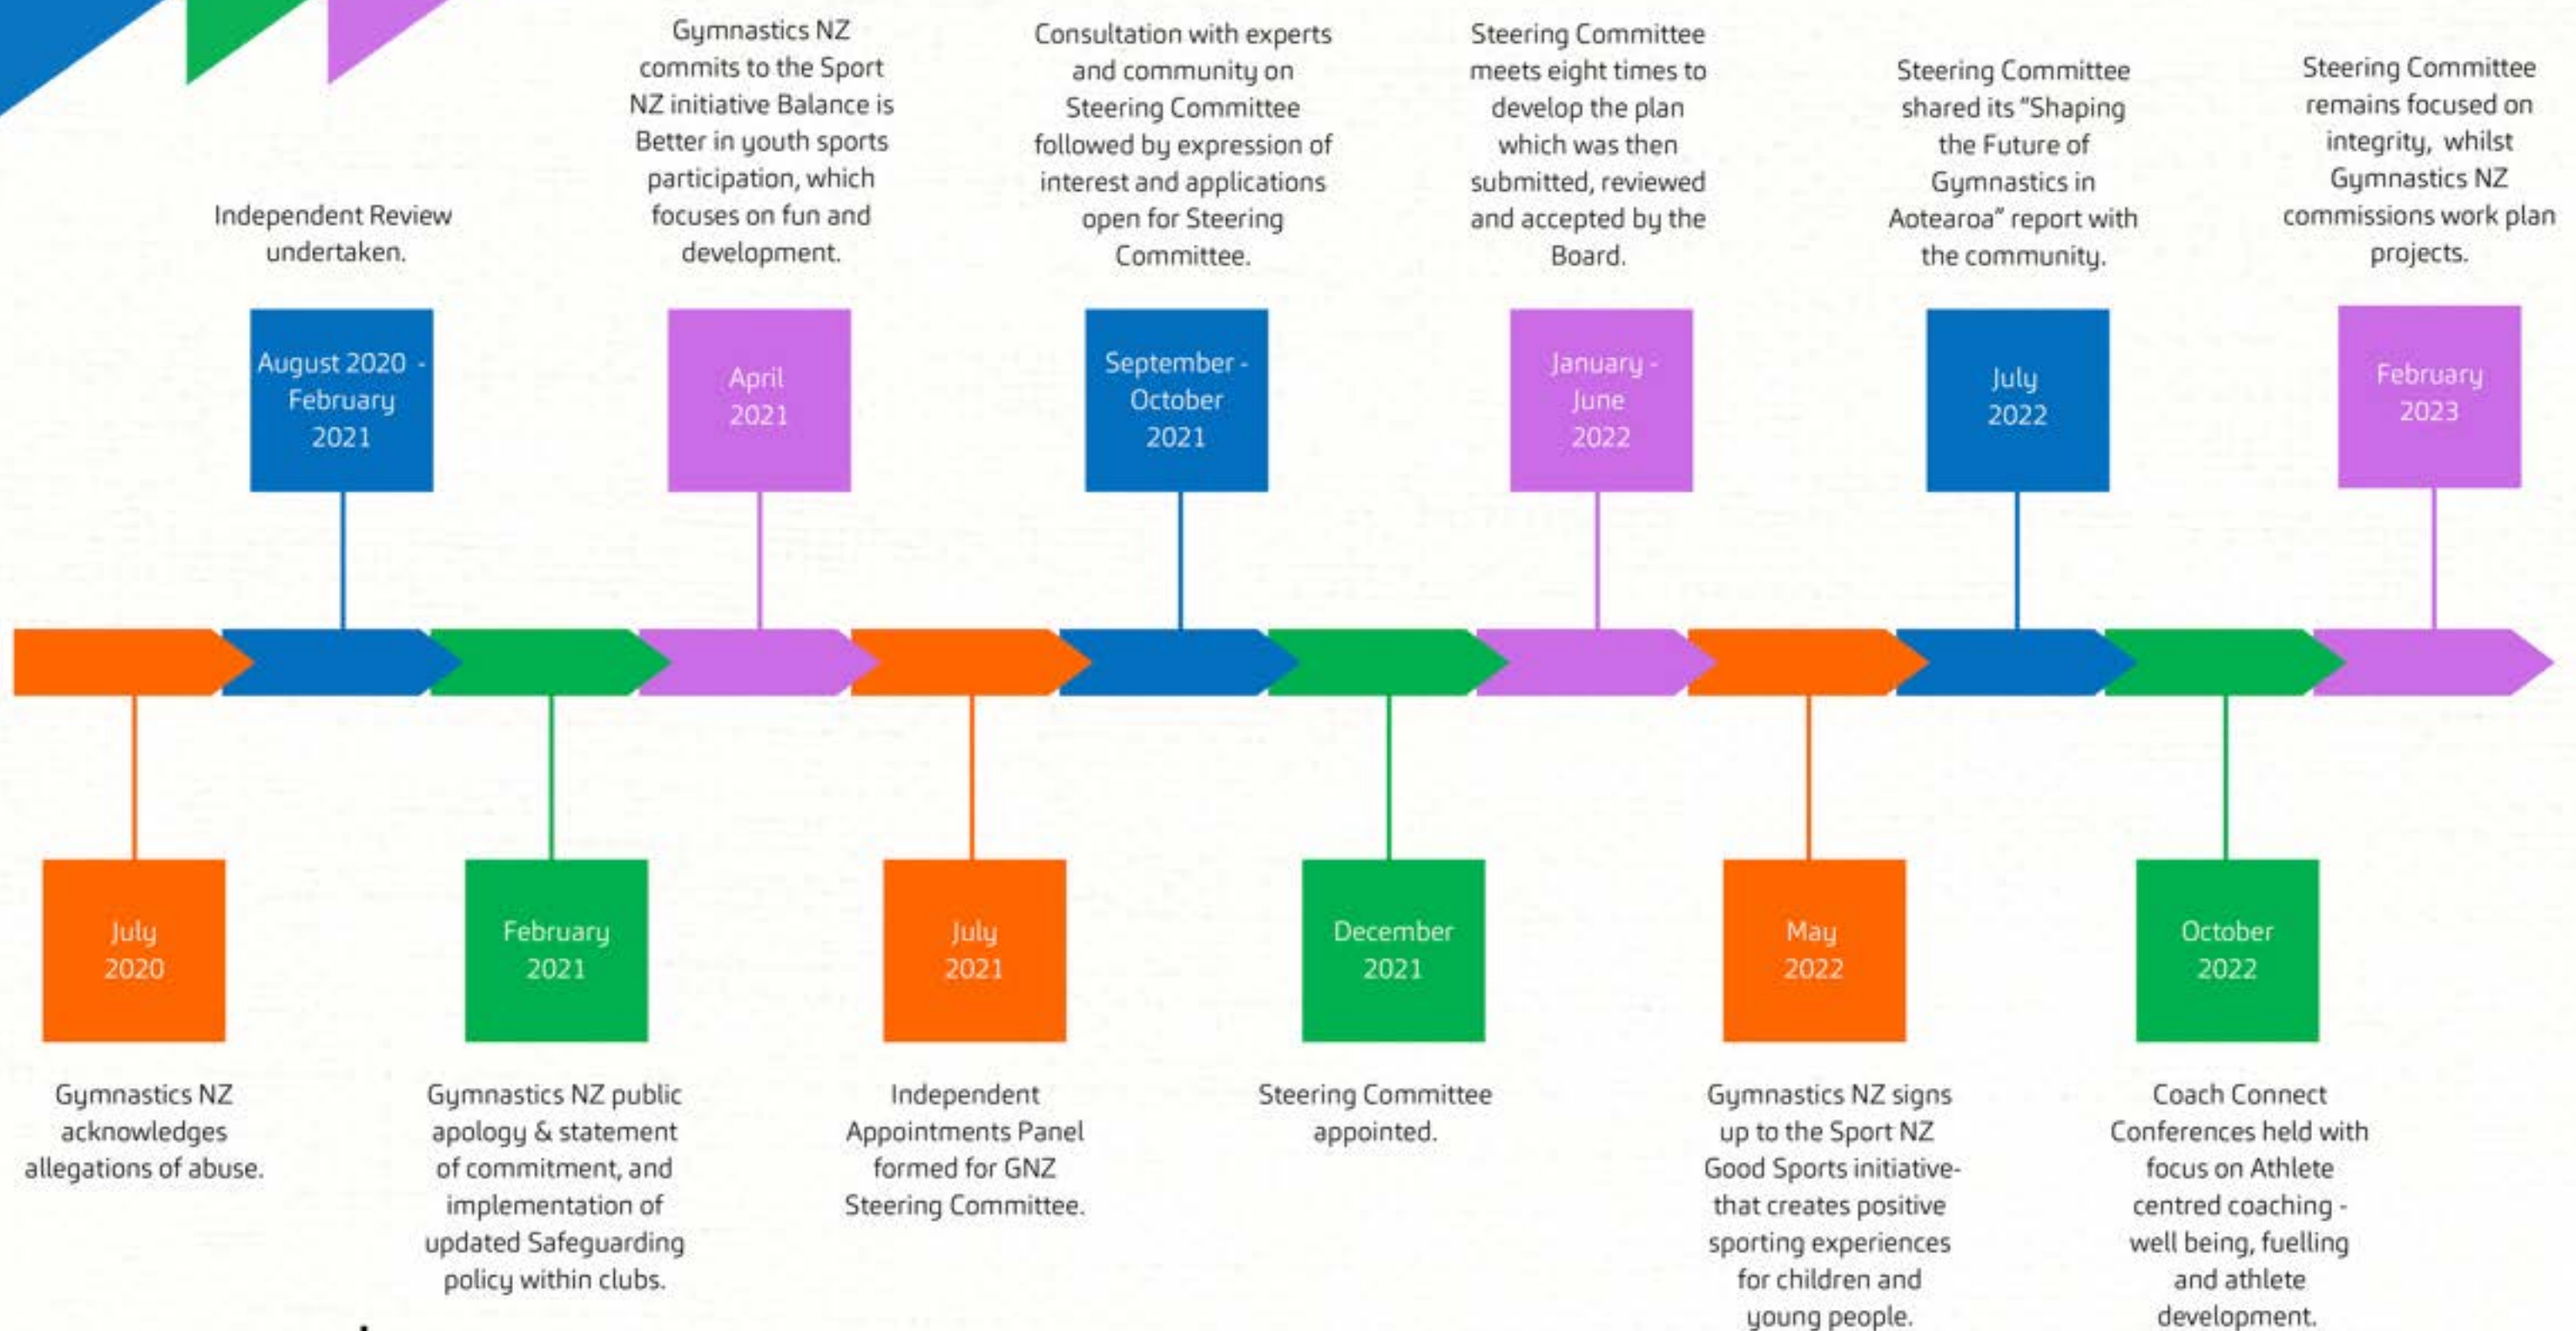 Gymnastics NZ
commits to the Sport
NZ initiative Balance is
Better in youth sports
participation, which
focuses on fun and
development.
Consultation with experts
and community on
Steering Committee
followed by expression of
interest and applications
open for Steering
Committee.
Steering Committee
meets eight times to
develop the plan
which was then
submitted, reviewed
and accepted by the
Board.
Steering Committee
shared its "Shaping
the Future of
Gymnastics in
Aotearoa" report with
the community.
Steering Committee
remains focused on
integrity, whilst
Gymnastics NZ
commissions work plan
projects.
Independent Review
undertaken.
August 2020 -
February
2021
April
2021
September -
October
2021
January -
June
2022
July
2022
February
2023
July
2020
February
2021
July
2021
December
2021
May
2022
October
2022
Gymnastics NZ
acknowledges
allegations of abuse.
Gymnastics NZ public
apology & statement
of commitment, and
implementation of
updated Safeguarding
policy within clubs.
Independent
Appointments Panel
formed for GNZ
Steering Committee.
Steering Committee
appointed.
Gymnastics NZ signs
up to the Sport NZ
Good Sports initiative-
that creates positive
sporting experiences
for children and
young people.
Coach Connect
Conferences held with
focus on Athlete
centred coaching -
well being, fuelling
and athlete
development.